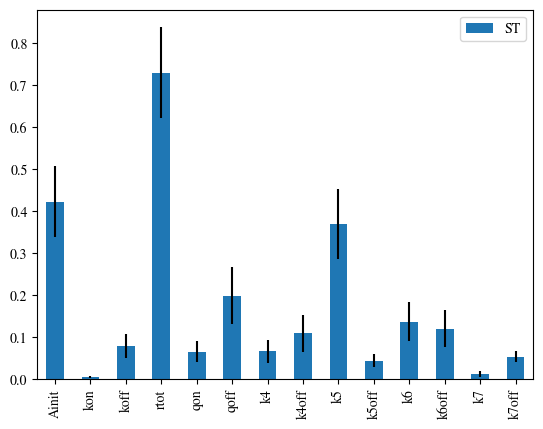 ST
0.8
0.7
0.6
0.5
0.4
0.3
0.2
0.1
0.0
Ainit
kon
koff
rtot
qon
qoff
k4
k4off
k5
k5off
k6
k6off
k7
k7off